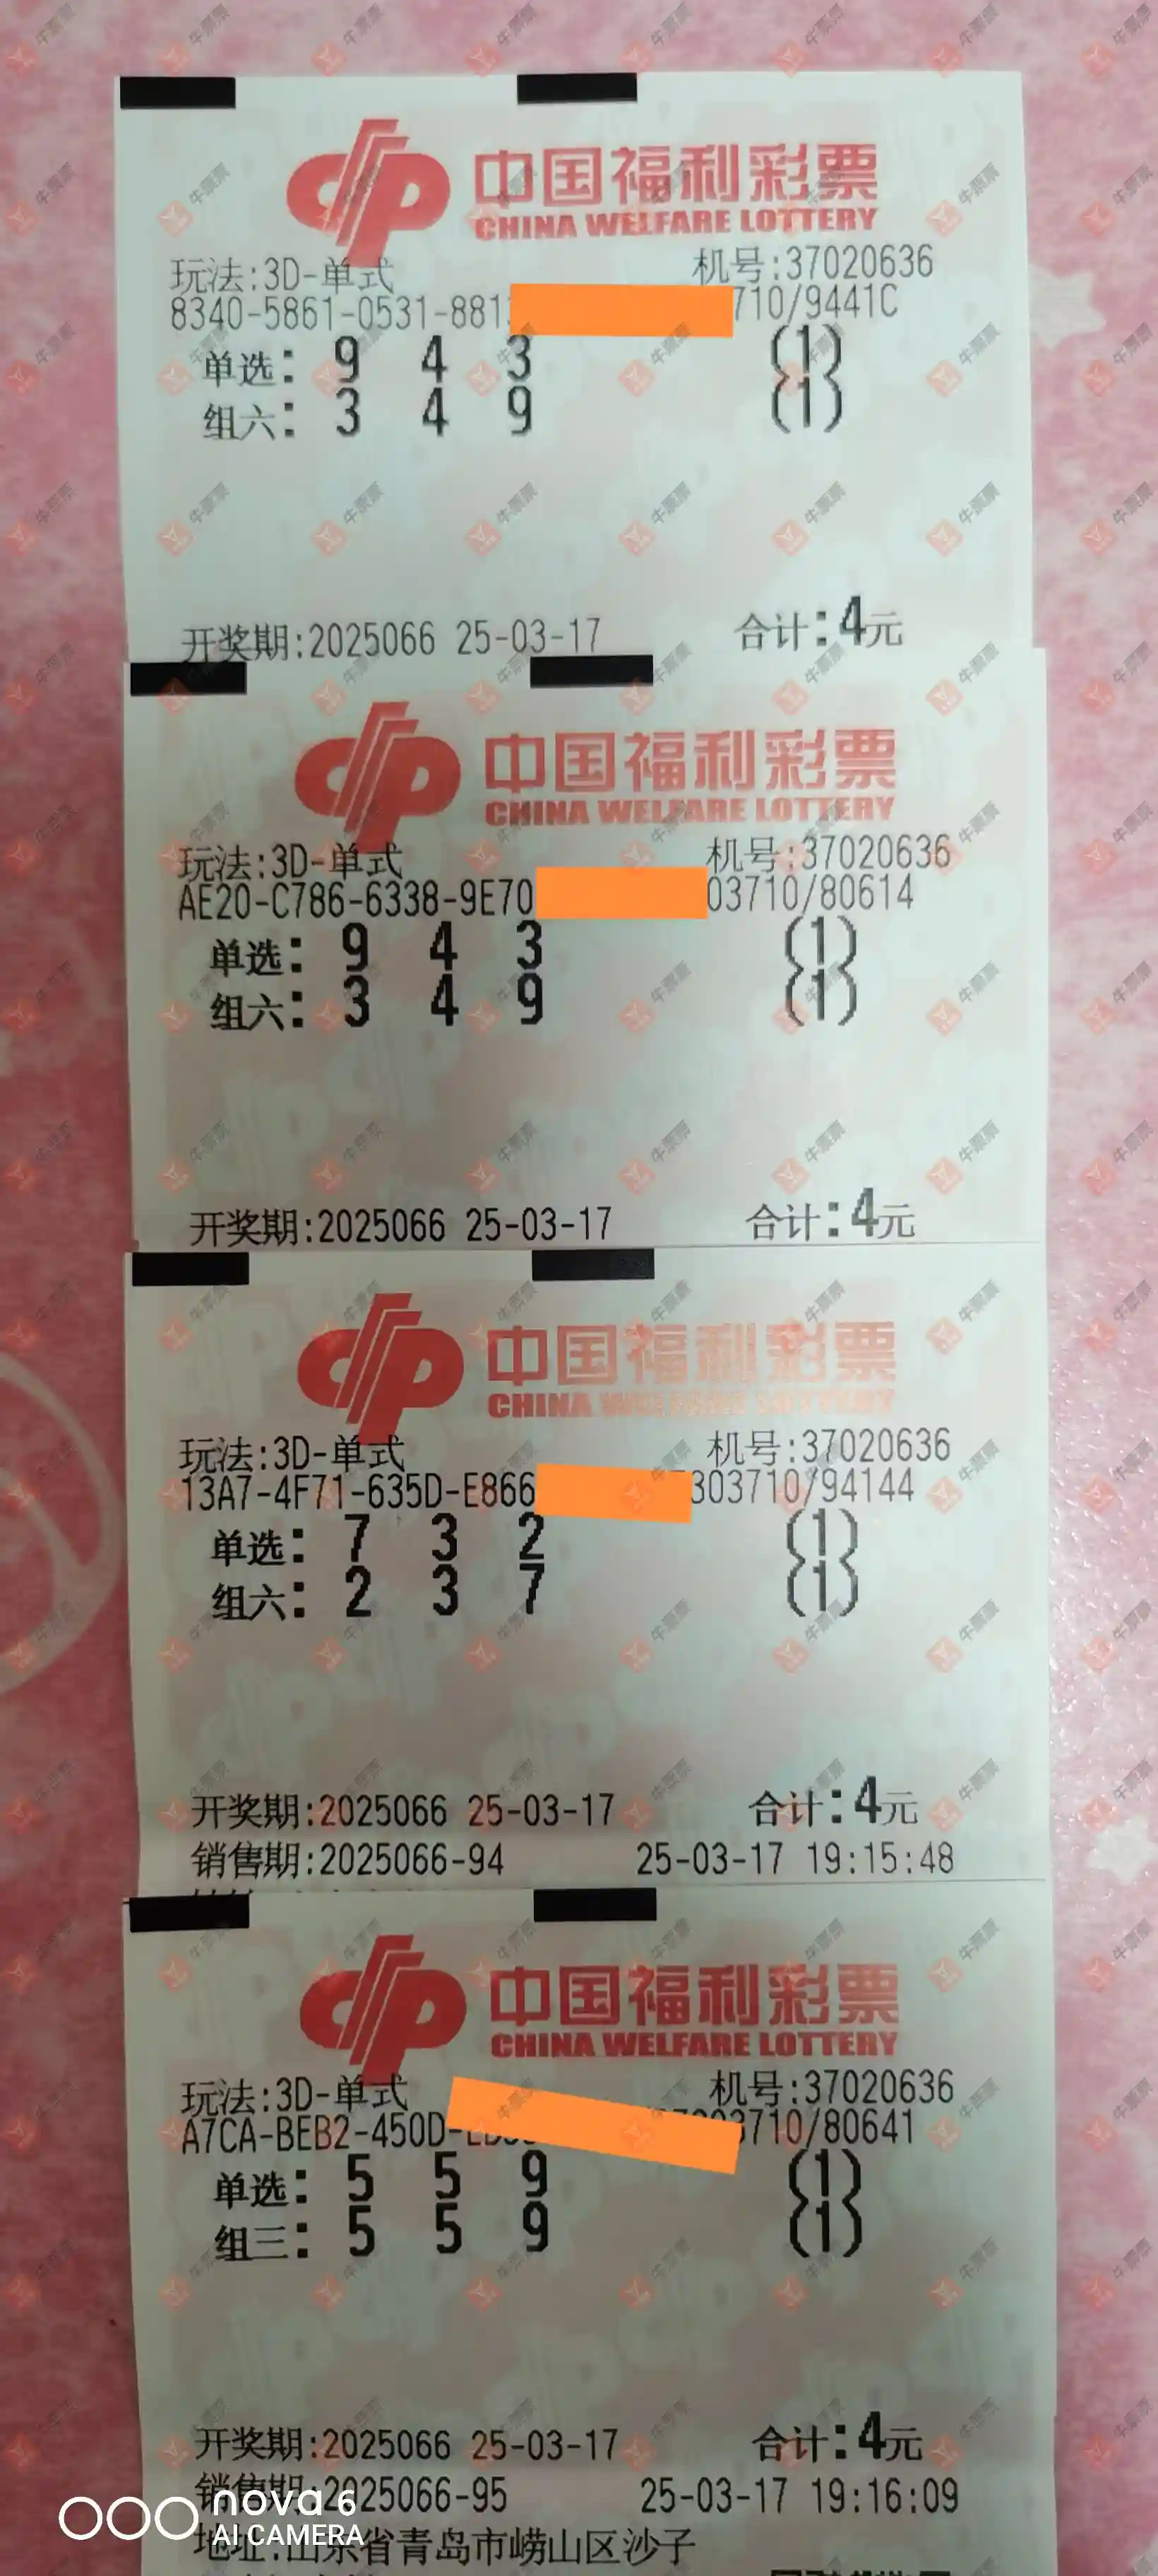 中国福利彩票
CHINA WELFARE LOTTERY
玩法:3D-单式 机号:37020636
8340-5861-0531-881 710/9441C
单选: 9 4 3 (1)
组六: 3 4 9 (1)
开奖期:2025066 25-03-17 合计:4元
中国福利彩票
CHINA WELFARE LOTTERY
玩法:3D-单式 机号:37020636
AE20-C786-6338-9E70 03710/80614
单选: 9 4 3 (1)
组六: 3 4 9 (1)
开奖期:2025066 25-03-17 合计:4元
中国福利彩票
CHINA WELFARE LOTTERY
玩法:3D-单式 机号:37020636
13A7-4F71-635D-E866 303710/94144
单选: 7 3 2 (1)
组六: 2 3 7 (1)
开奖期:2025066 25-03-17 合计:4元
销售期:2025066-94 25-03-17 19:15:48
中国福利彩票
CHINA WELFARE LOTTERY
玩法:3D-单式 机号:37020636
A7CA-BEB2-450D- 3710/80641
单选: 5 5 9 (1)
组三: 5 5 9 (1)
开奖期:2025066 25-03-17 合计:4元
销售期:2025066-95 25-03-17 19:16:09
地址:山东省青岛市崂山区沙子
nova 6
AI CAMERA
牛票票